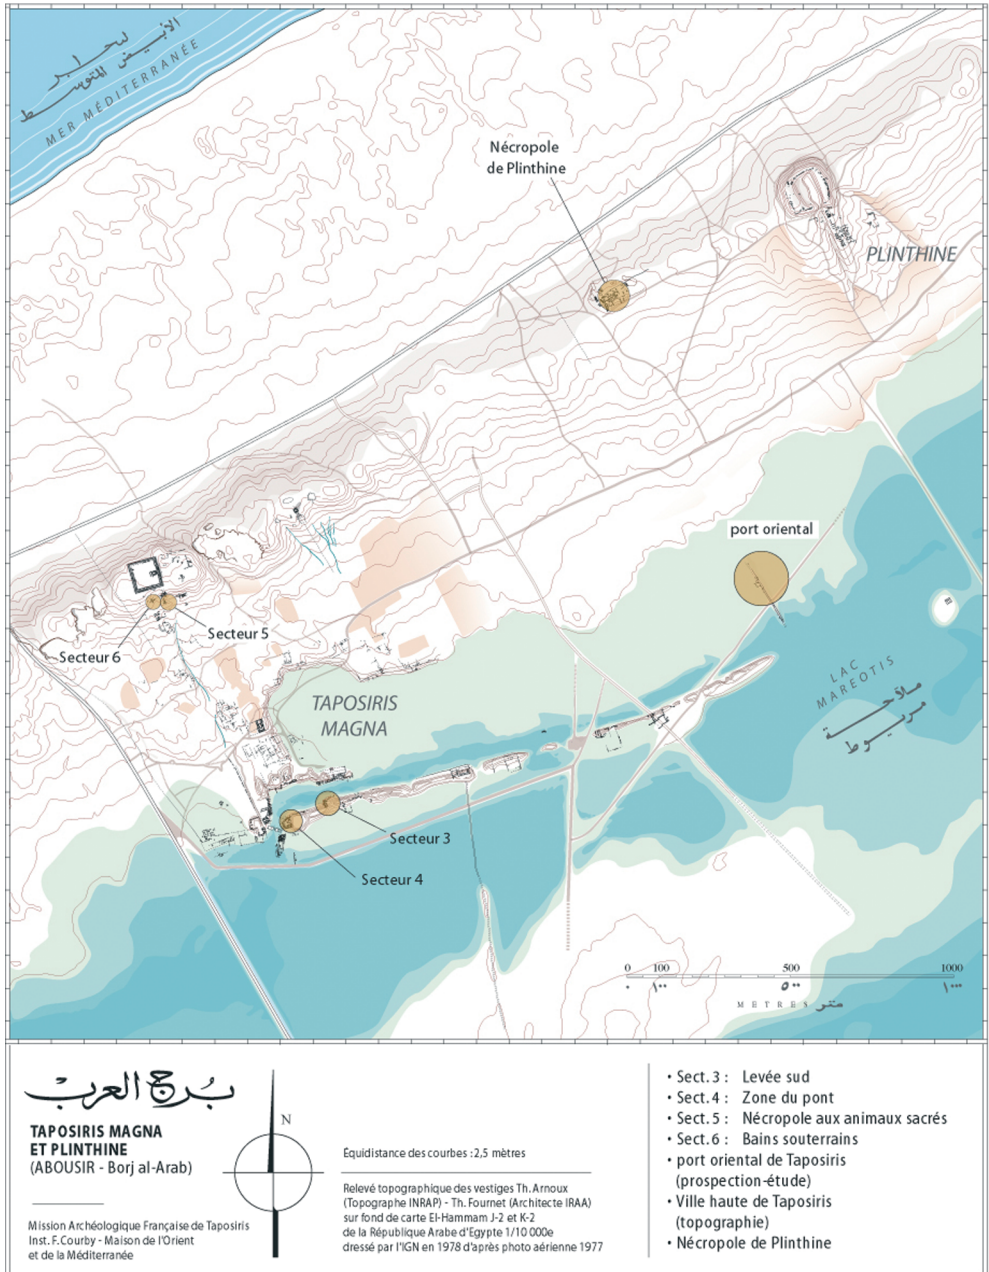 البحر
الأبيض المتوسط
MER MÉDITERRANÉE
Nécropole
de Plinthine
PLINTHINE
port oriental
Secteur 5
Secteur 6
TAPOSIRIS
MAGNA
LAC
MAREOTIS
ملاحة
مريوط
Secteur 3
Secteur 4
0 100 500 1000
٠ ١٠٠ ٥٠٠ ١٠٠٠
METRES متر
برج العرب
TAPOSIRIS MAGNA
ET PLINTHINE
(ABOUSIR - Borj al-Arab)
Mission Archéologique Française de Taposiris
Inst. F. Courby - Maison de l'Orient
et de la Méditerranée
N
Équidistance des courbes : 2,5 mètres
Relevé topographique des vestiges Th. Arnoux
(Topographe INRAP) - Th. Fournet (Architecte IRAA)
sur fond de carte El-Hammam J-2 et K-2
de la République Arabe d'Egypte 1/10 000e
dressé par l'IGN en 1978 d'après photo aérienne 1977
• Sect. 3 : Levée sud
• Sect. 4 : Zone du pont
• Sect. 5 : Nécropole aux animaux sacrés
• Sect. 6 : Bains souterrains
• port oriental de Taposiris
(prospection-étude)
• Ville haute de Taposiris
(topographie)
• Nécropole de Plinthine